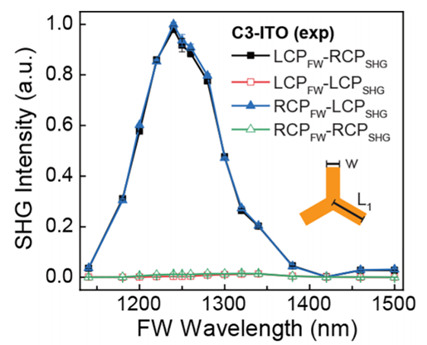 C3-ITO (exp)
LCP_FW-RCP_SHG
LCP_FW-LCP_SHG
RCP_FW-LCP_SHG
RCP_FW-RCP_SHG
W
L_1
SHG Intensity (a.u.)
1.0
0.8
0.6
0.4
0.2
0.0
1200 1300 1400 1500
FW Wavelength (nm)